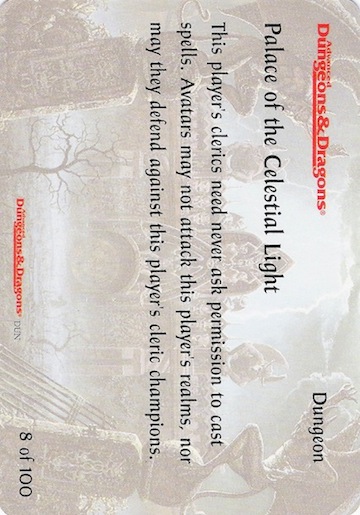 Advanced
Dungeons & Dragons®
Palace of the Celestial Light
Dungeon
This player's clerics need never ask permission to cast
spells. Avatars may not attack this player's realms, nor
may they defend against this player's cleric champions.
Advanced
Dungeons & Dragons® DUN
8 of 100